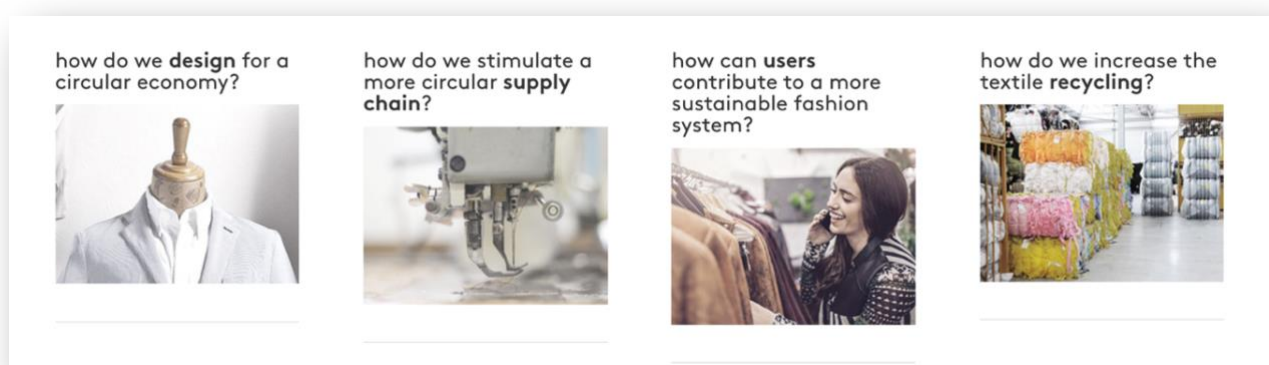 how do we design for a
circular economy?
how do we stimulate a
more circular supply
chain?
how can users
contribute to a more
sustainable fashion
system?
how do we increase the
textile recycling?